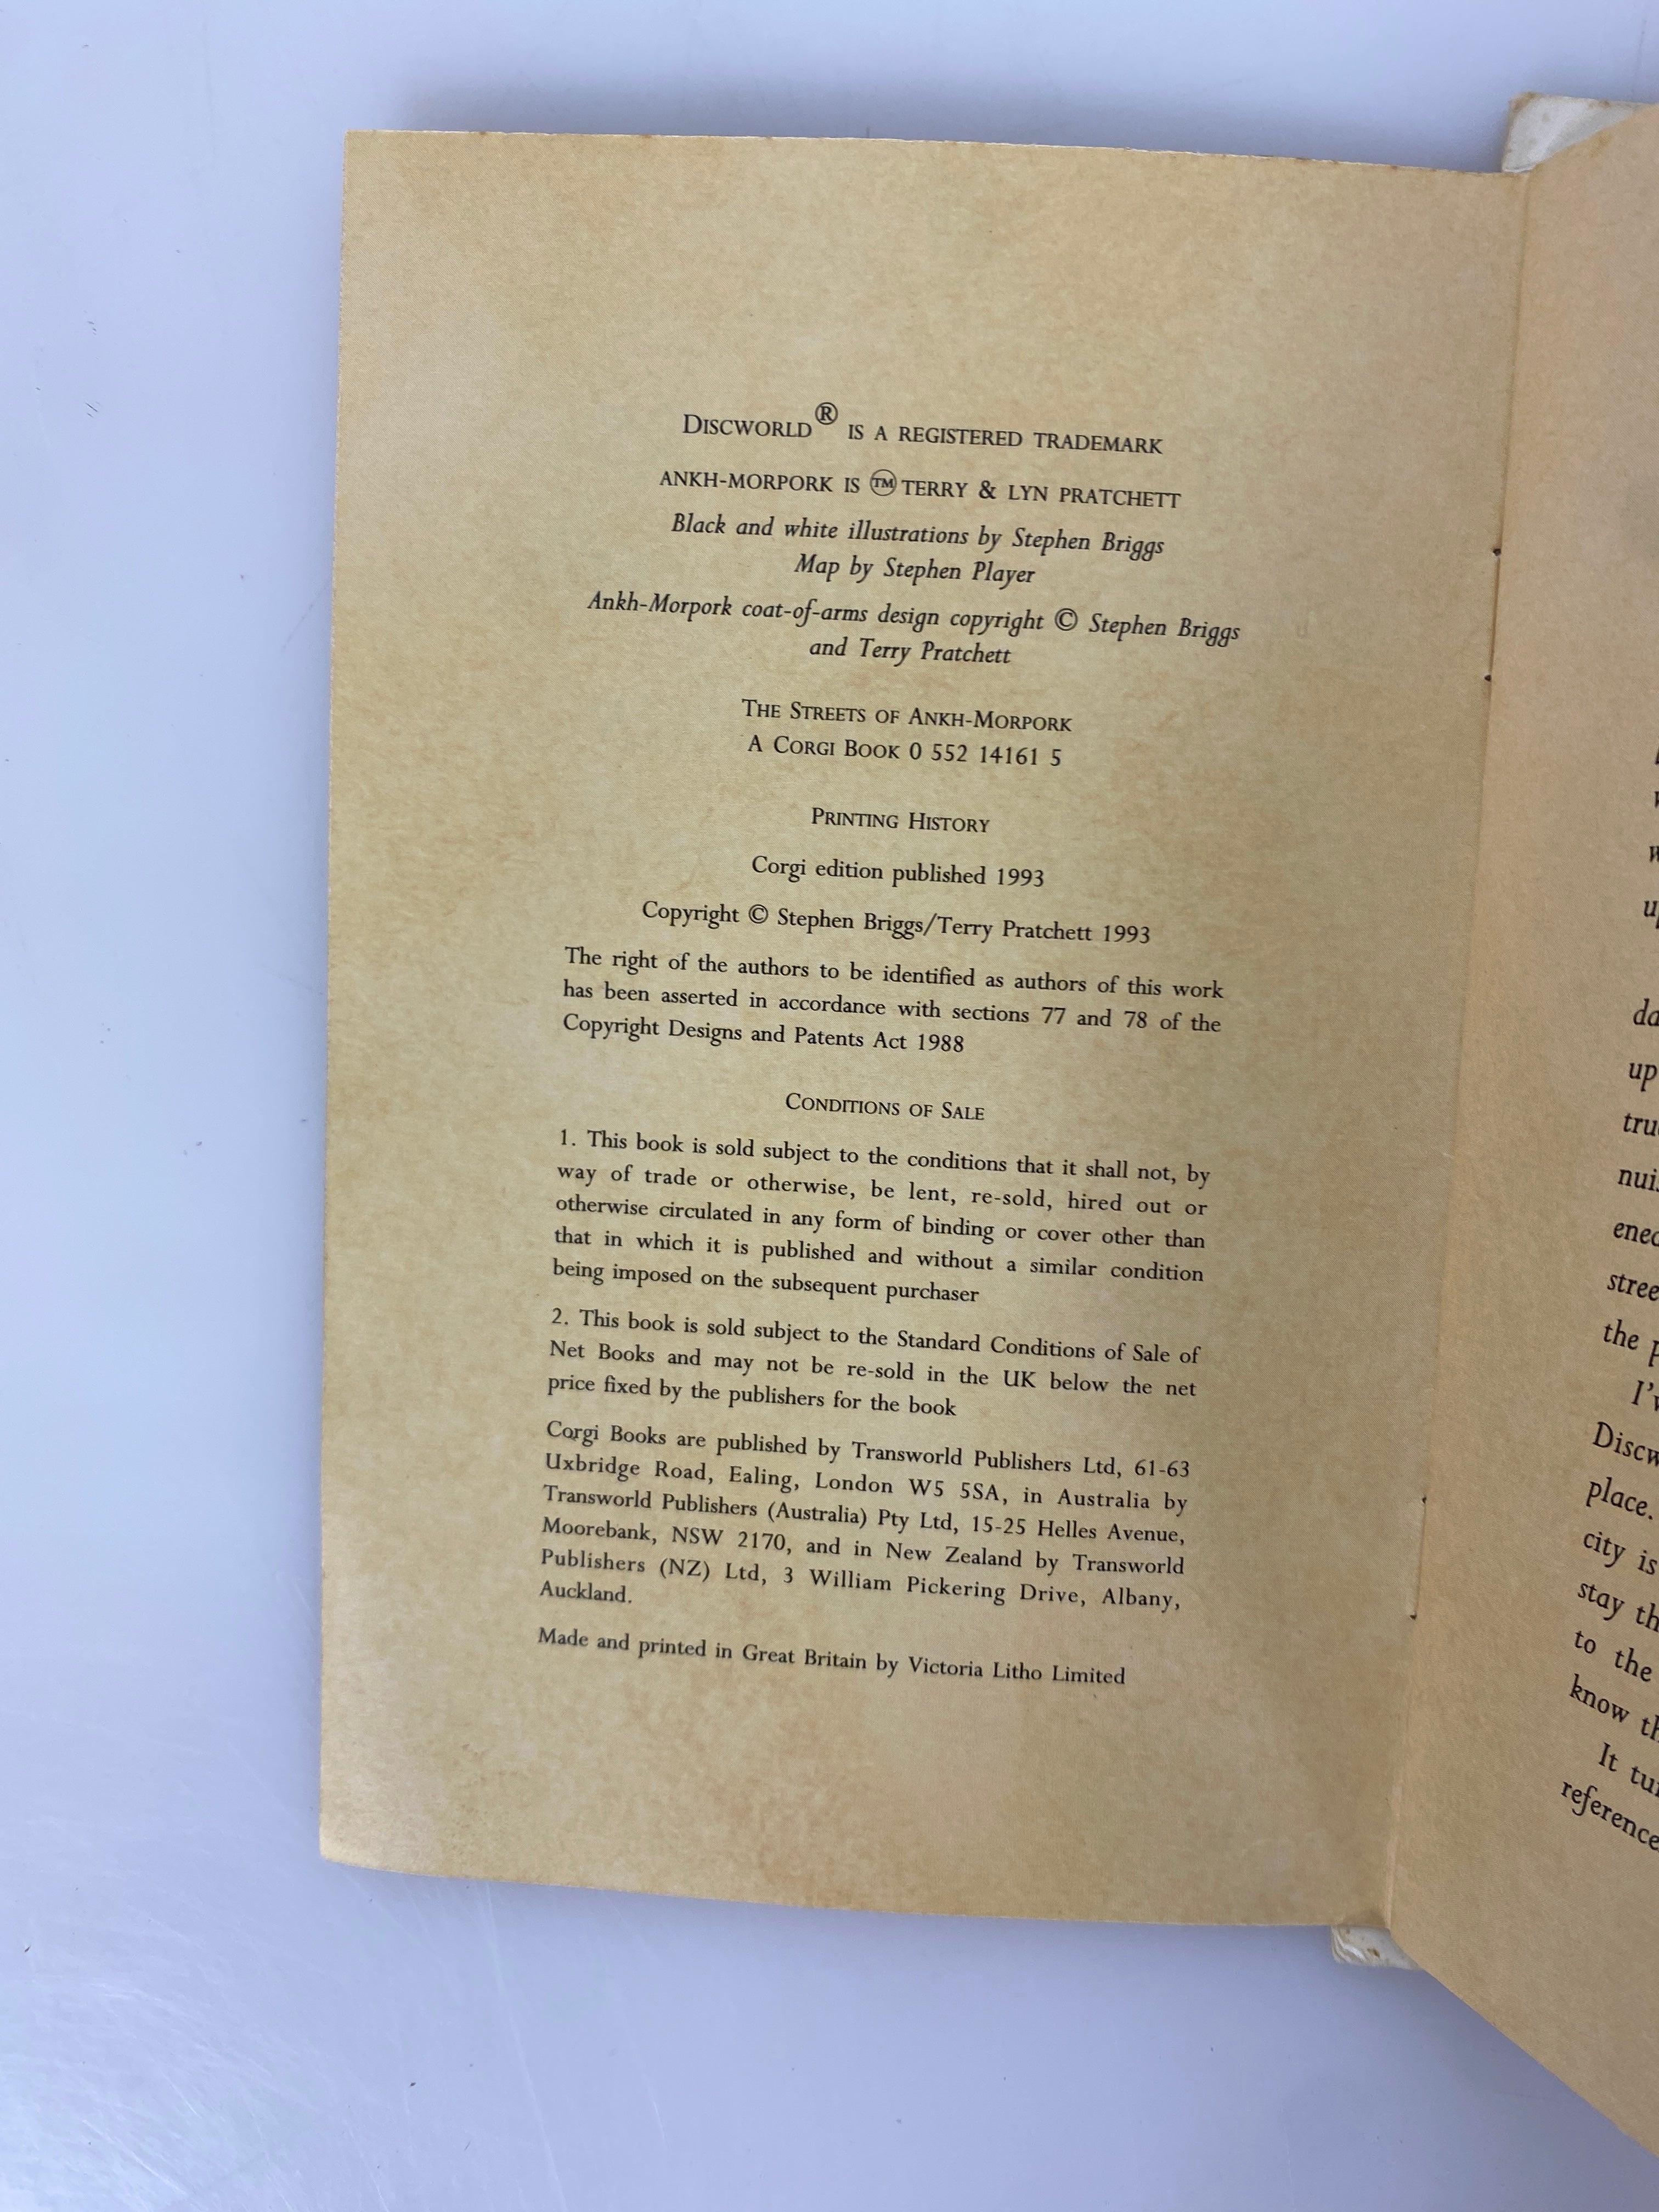 DISCWORLD® IS A REGISTERED TRADEMARK
ANKH-MORPORK IS ™ TERRY & LYN PRATCHETT
Black and white illustrations by Stephen Briggs
Map by Stephen Player
Ankh-Morpork coat-of-arms design copyright © Stephen Briggs
and Terry Pratchett
THE STREETS OF ANKH-MORPORK
A CORGI BOOK 0 552 14161 5
PRINTING HISTORY
Corgi edition published 1993
Copyright © Stephen Briggs/Terry Pratchett 1993
The right of the authors to be identified as authors of this work
has been asserted in accordance with sections 77 and 78 of the
Copyright Designs and Patents Act 1988
CONDITIONS OF SALE
1. This book is sold subject to the conditions that it shall not, by
way of trade or otherwise, be lent, re-sold, hired out or
otherwise circulated in any form of binding or cover other than
that in which it is published and without a similar condition
being imposed on the subsequent purchaser
2. This book is sold subject to the Standard Conditions of Sale of
Net Books and may not be re-sold in the UK below the net
price fixed by the publishers for the book
Corgi Books are published by Transworld Publishers Ltd, 61-63
Uxbridge Road, Ealing, London W5 5SA, in Australia by
Transworld Publishers (Australia) Pty Ltd, 15-25 Helles Avenue,
Moorebank, NSW 2170, and in New Zealand by Transworld
Publishers (NZ) Ltd, 3 William Pickering Drive, Albany,
Auckland.
Made and printed in Great Britain by Victoria Litho Limited
up
the
place.
city is
stay
to the
know
It